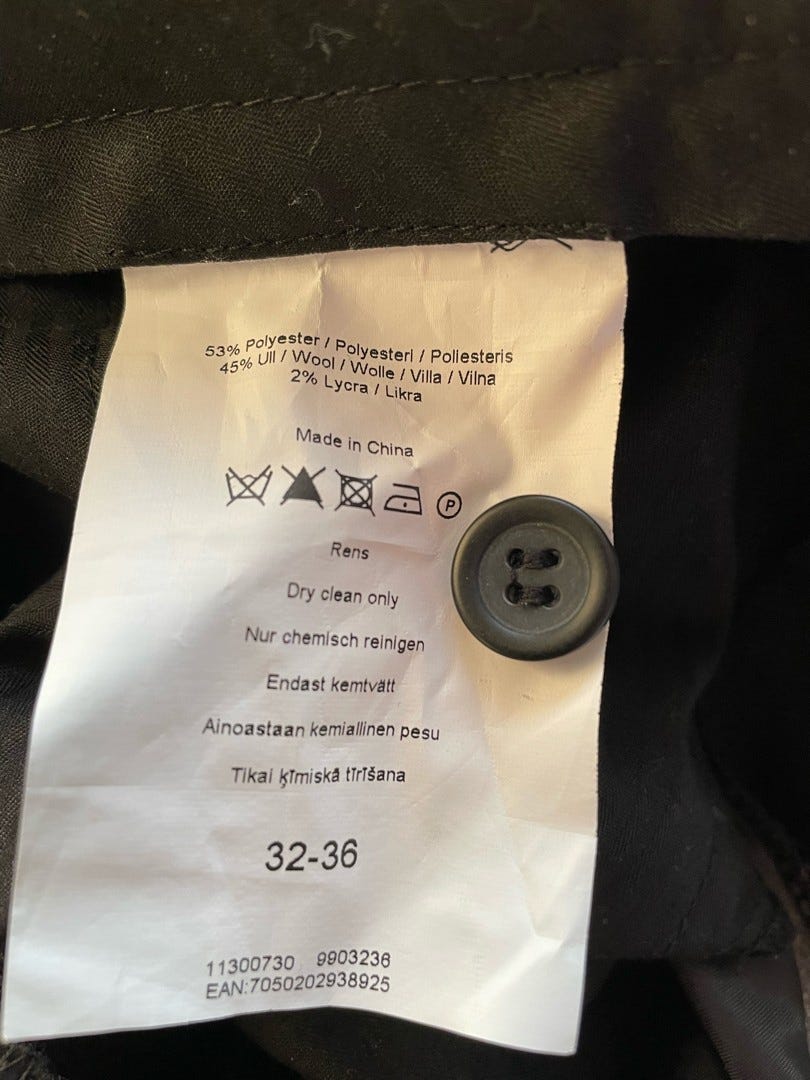 53% Polyester / Polyesteri / Poliesteris
45% Ull / Wool / Wolle / Villa / Vilna
2% Lycra / Likra
Made in China
P
Rens
Dry clean only
Nur chemisch reinigen
Endast kemtvätt
Ainoastaan kemiallinen pesu
Tikai ķīmiskā tīrīšana
32-36
11300730 9903236
EAN:7050202938925